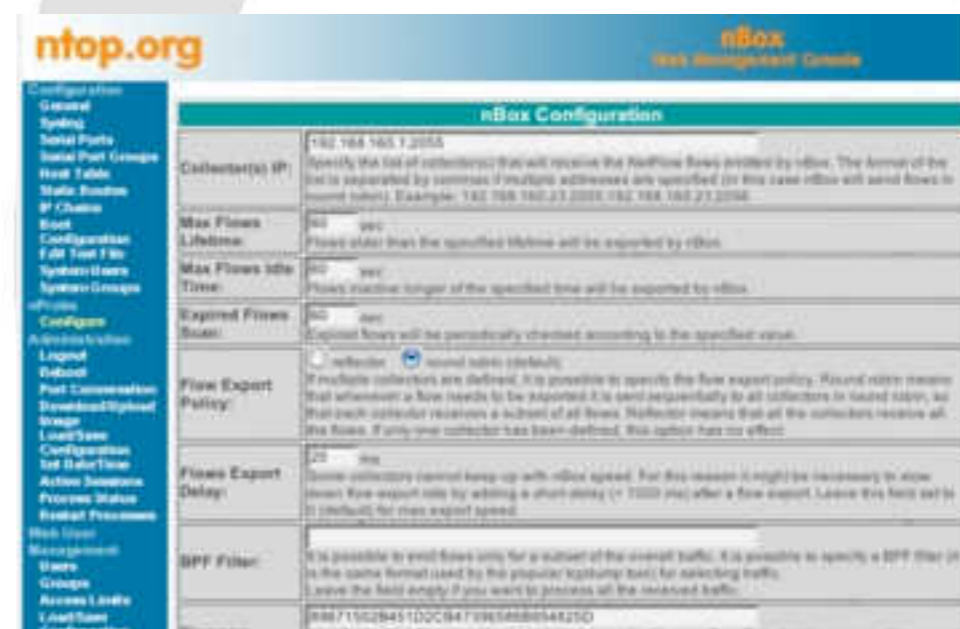 ntop.org
nBox
Web Management Console
Configuration
General
Syslog
Serial Ports
Serial Port Groups
Host Table
Static Routes
IP Chains
Boot
Configuration
Edit Text File
System Users
System Groups
nProbe
Configure
Administration
Logout
Reboot
Port Conversation
Download/Upload
Image
Load/Save
Configuration
Set Date/Time
Active Sessions
Process Status
Restart Processes
Web User
Management
Users
Groups
Access Limits
Load/Save
nBox Configuration
Collector(s) IP:
192.168.160.1:2055
Specify the list of collector(s) that will receive the NetFlow flows emitted by nBox. The format of the
list is separated by commas if multiple addresses are specified (in this case nBox will send flows in
round robin). Example: 192.168.160.23:2055,192.168.160.23:2056
Max Flows
Lifetime:
60 sec
Flows older than the specified lifetime will be exported by nBox.
Max Flows Idle
Time:
60 sec
Flows inactive longer of the specified time will be exported by nBox.
Expired Flows
Scan:
60 sec
Expired flows will be periodically checked according to the specified value.
Flow Export
Policy:
reflector round robin (default)
If multiple collectors are defined, it is possible to specify the flow export policy. Round robin means
that whenever a flow needs to be exported it is sent sequentially to all collectors in round robin, so
that each collector receives a subset of all flows. Reflector means that all the collectors receive all
the flows. If only one collector has been defined, this option has no effect.
Flows Export
Delay:
20 ms
Some collectors cannot keep up with nBox speed. For this reason it might be necessary to slow
down flow export rate by adding a short delay (< 1000 ms) after a flow export. Leave this field set to
0 (default) for max export speed.
BPF Filter:
It is possible to emit flows only for a subset of the overall traffic. It is possible to specify a BPF filter (it
is the same format used by the popular tcpdump tool) for selecting traffic.
Leave the field empty if you want to process all the received traffic.